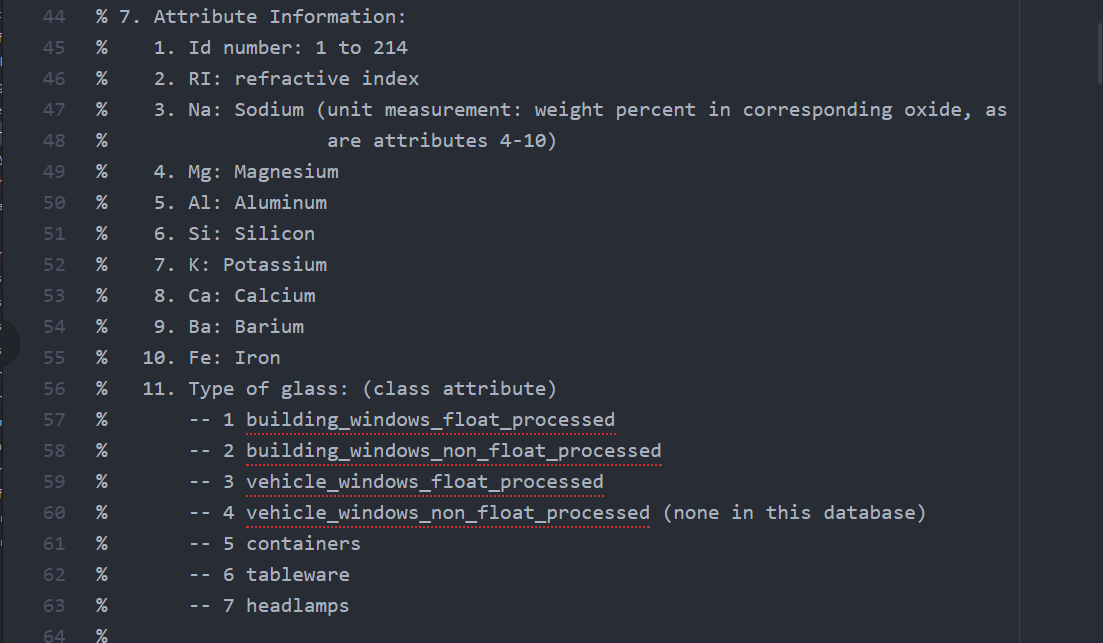 44 % 7. Attribute Information:
45 %    1. Id number: 1 to 214
46 %    2. RI: refractive index
47 %    3. Na: Sodium (unit measurement: weight percent in corresponding oxide, as
48 %                   are attributes 4-10)
49 %    4. Mg: Magnesium
50 %    5. Al: Aluminum
51 %    6. Si: Silicon
52 %    7. K: Potassium
53 %    8. Ca: Calcium
54 %    9. Ba: Barium
55 %   10. Fe: Iron
56 %   11. Type of glass: (class attribute)
57 %       -- 1 building_windows_float_processed
58 %       -- 2 building_windows_non_float_processed
59 %       -- 3 vehicle_windows_float_processed
60 %       -- 4 vehicle_windows_non_float_processed (none in this database)
61 %       -- 5 containers
62 %       -- 6 tableware
63 %       -- 7 headlamps
64 %